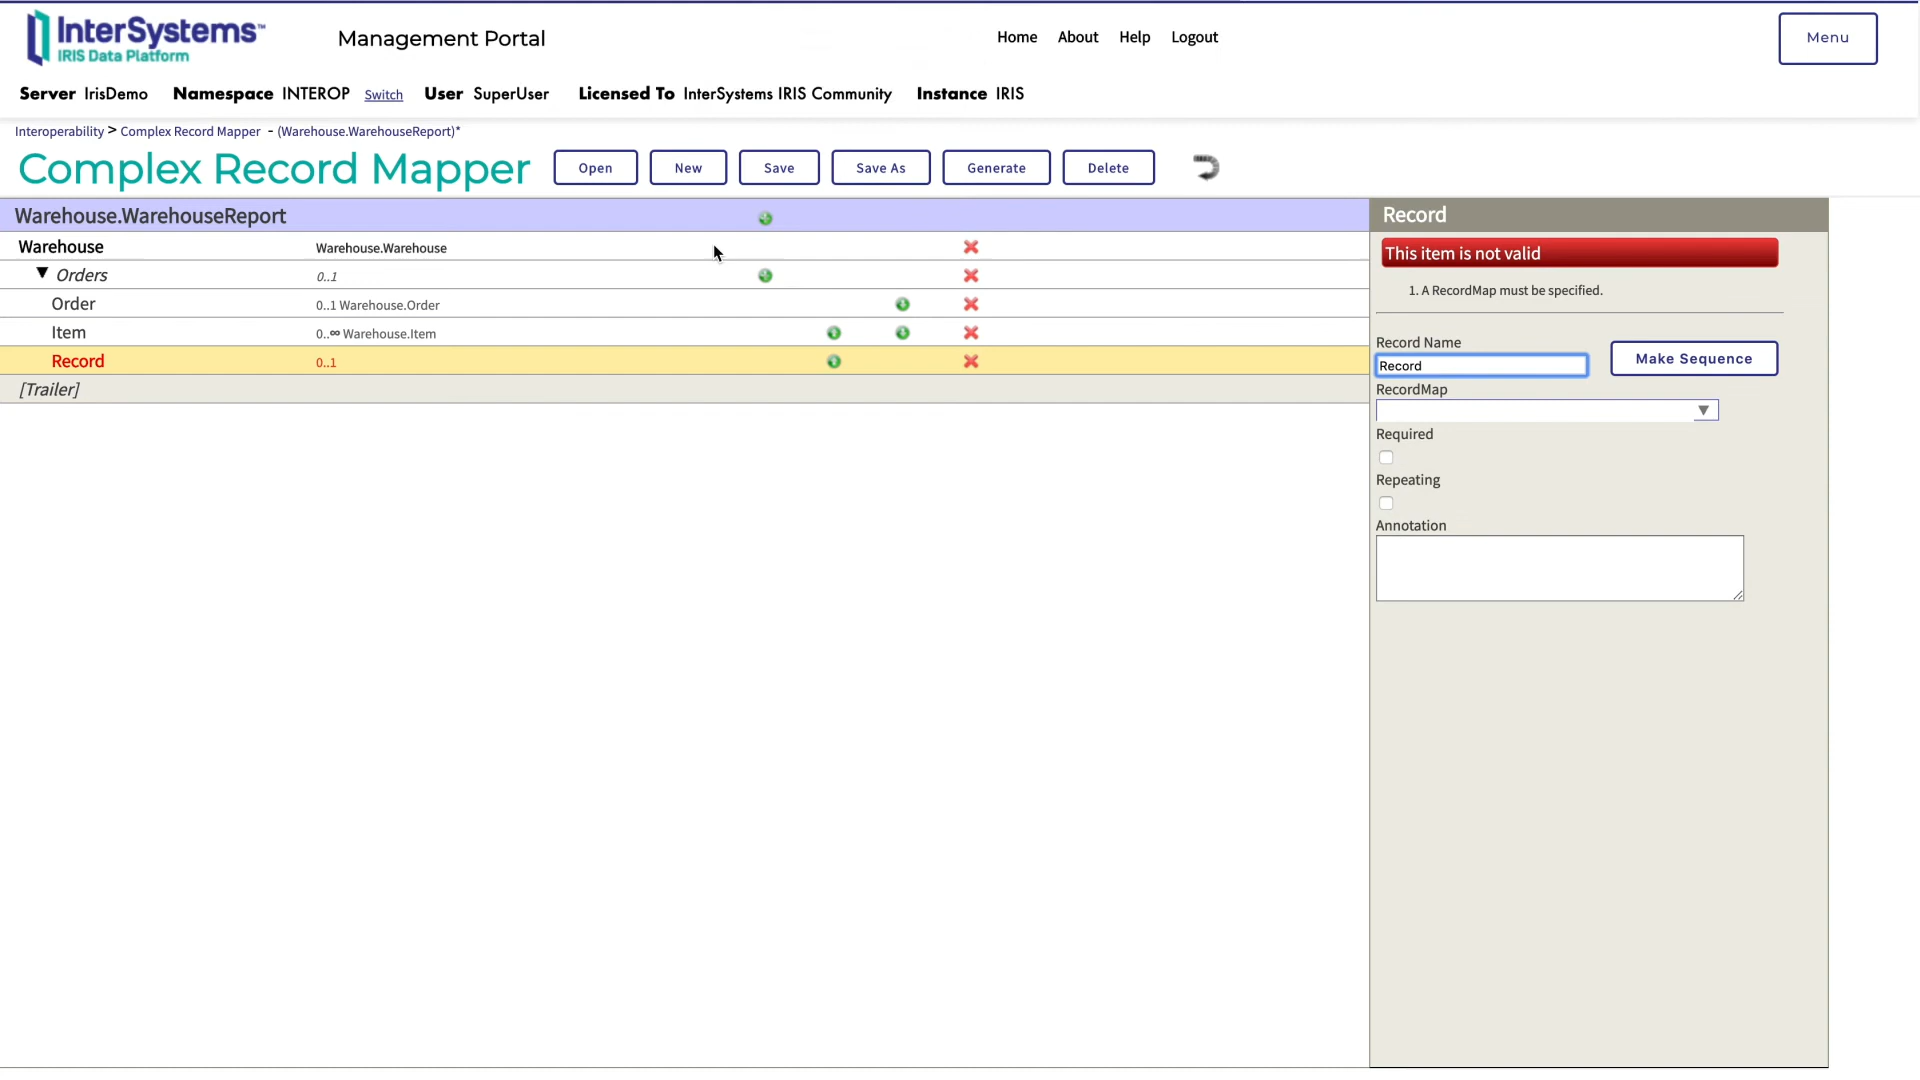 InterSystems™
IRIS Data Platform
Management Portal
Home About Help Logout
Menu
Server IrisDemo Namespace INTEROP Switch User SuperUser Licensed To InterSystems IRIS Community Instance IRIS
Interoperability > Complex Record Mapper - (Warehouse.WarehouseReport)*
Complex Record Mapper
Open New Save Save As Generate Delete
Warehouse.WarehouseReport
Warehouse Warehouse.Warehouse
Orders 0..1
Order 0..1 Warehouse.Order
Item 0..∞ Warehouse.Item
Record 0..1
[Trailer]
Record
This item is not valid
1. A RecordMap must be specified.
Record Name
Record
Make Sequence
RecordMap
Required
Repeating
Annotation